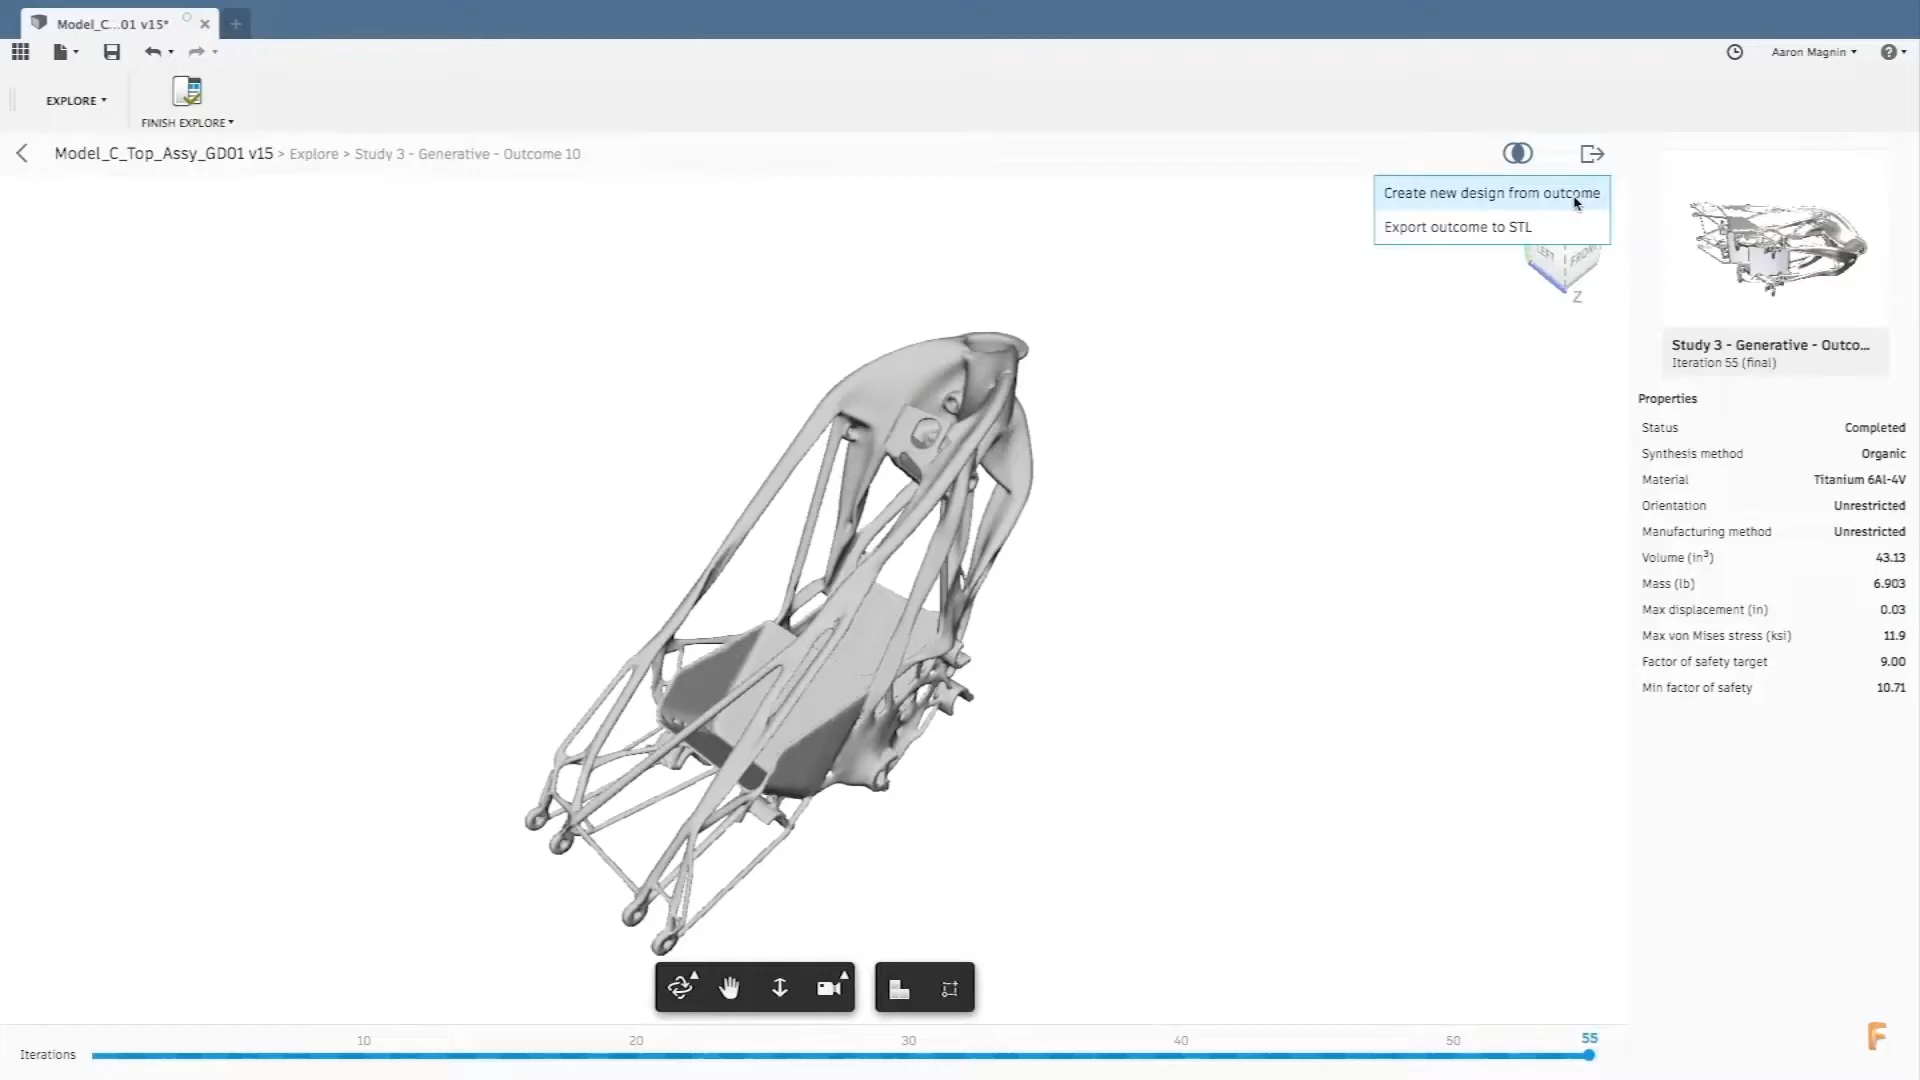 Model_C...01 v15*
Aaron Magnin
EXPLORE
FINISH EXPLORE
Model_C_Top_Assy_GD01 v15 > Explore > Study 3 - Generative - Outcome 10
Create new design from outcome
Export outcome to STL
LEFT
FRONT
Z
Study 3 - Generative - Outco...
Iteration 55 (final)
Properties
Status Completed
Synthesis method Organic
Material Titanium 6Al-4V
Orientation Unrestricted
Manufacturing method Unrestricted
Volume (in³) 43.13
Mass (lb) 6.903
Max displacement (in) 0.03
Max von Mises stress (ksi) 11.9
Factor of safety target 9.00
Min factor of safety 10.71
10 20 30 40 50 55
Iterations
F